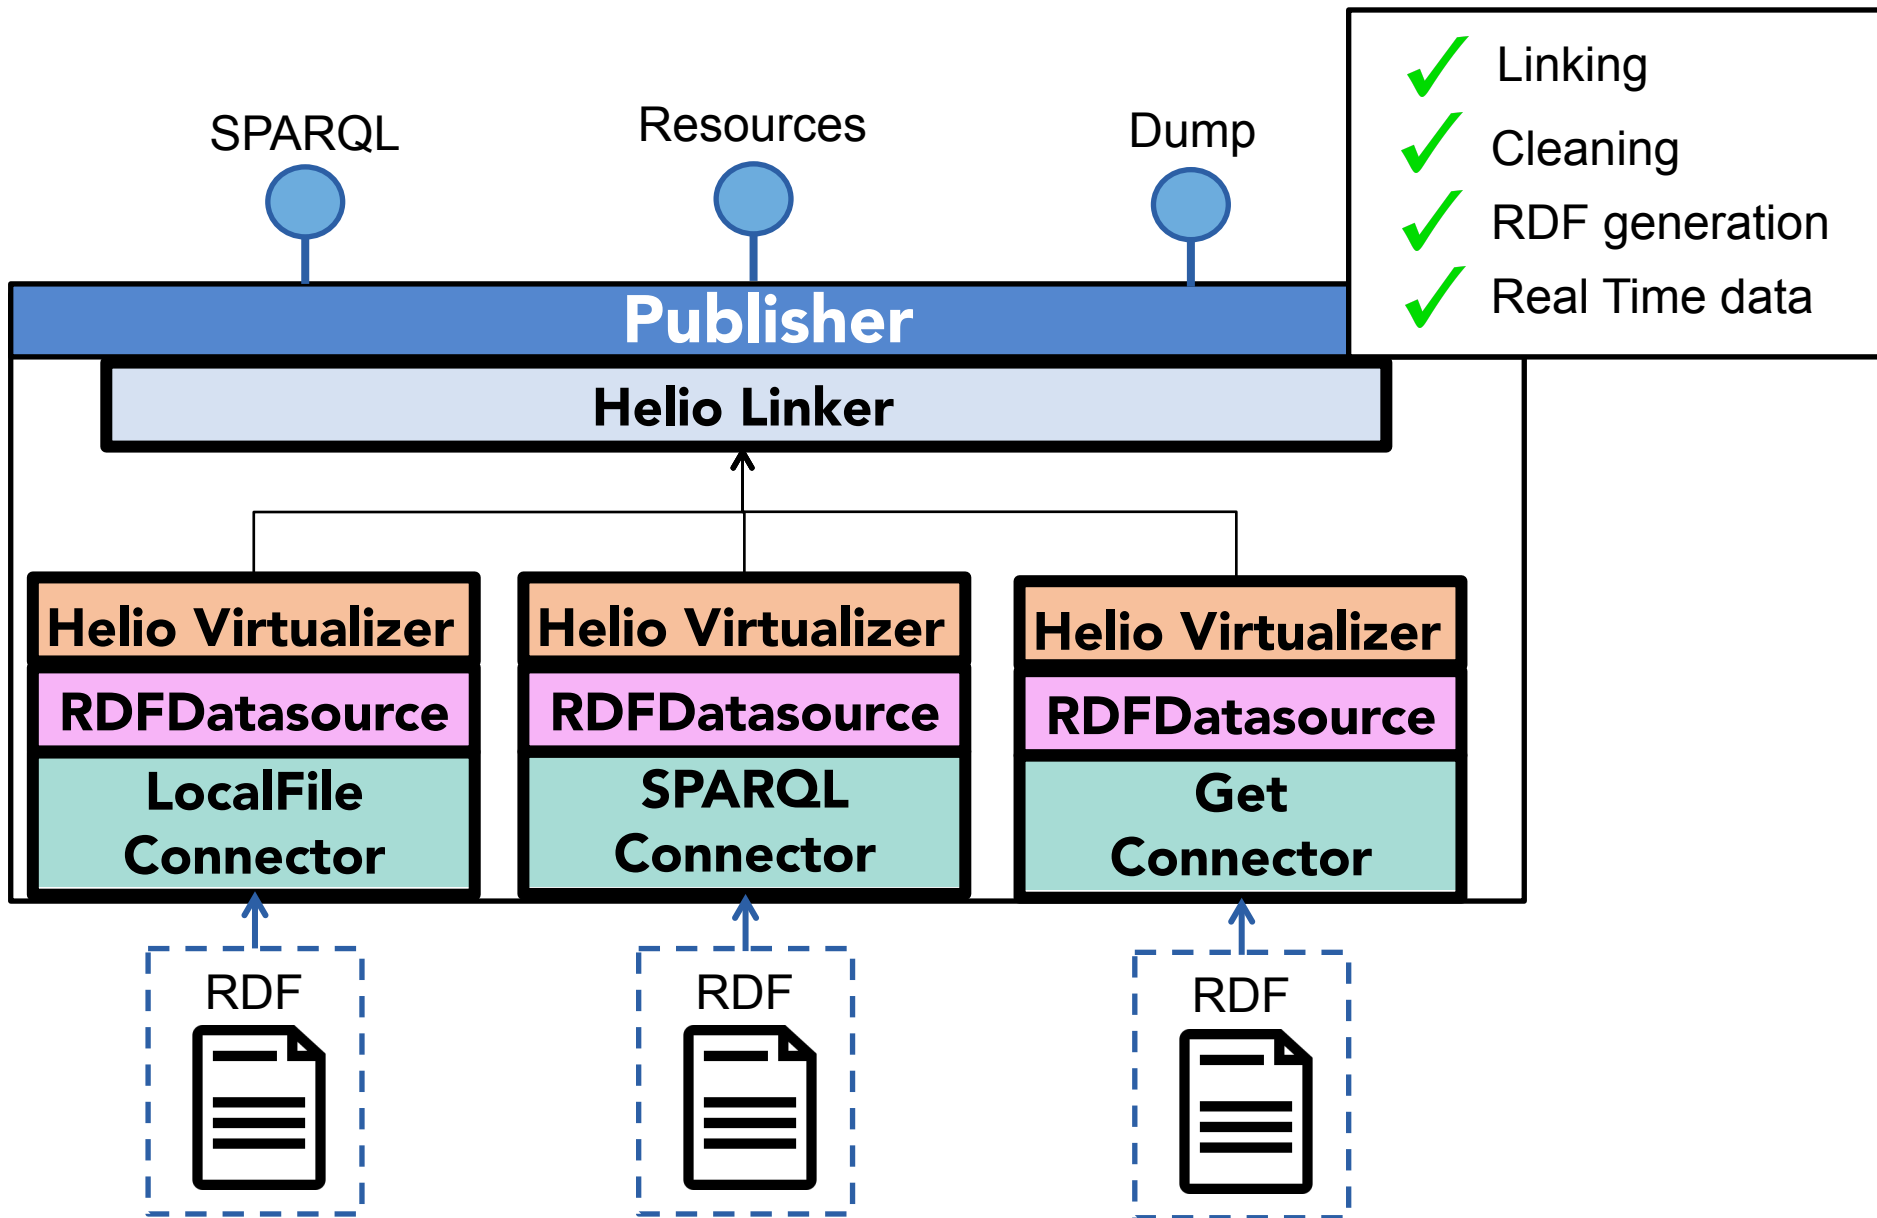 Linking
Cleaning
RDF generation
Real Time data
SPARQL
Resources
Dump
Publisher
Helio Linker
Helio Virtualizer
RDFDatasource
LocalFile
Connector
Helio Virtualizer
RDFDatasource
SPARQL
Connector
Helio Virtualizer
RDFDatasource
Get
Connector
RDF
RDF
RDF